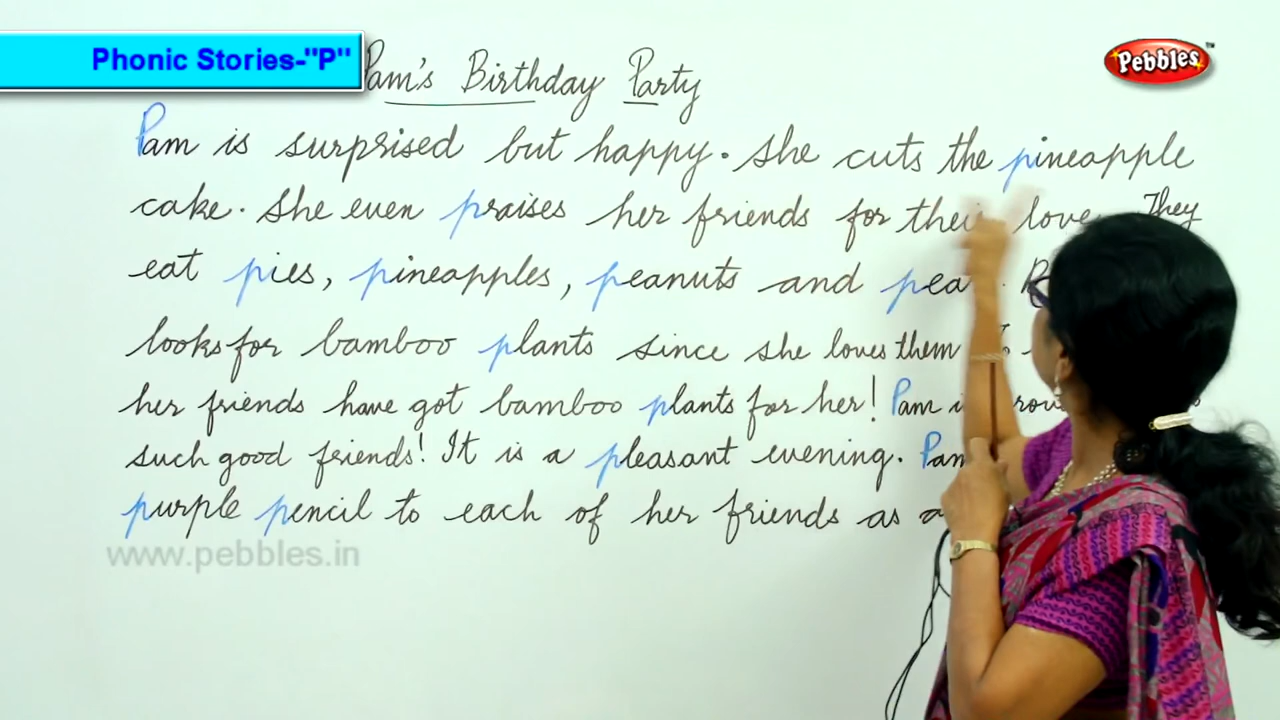 Phonic Stories-"P"
Pebbles™
Pam's Birthday Party
Pam is surprised but happy. She cuts the pineapple
cake. She even praises her friends for their love. They
eat pies, pineapples, peanuts and
looks for bamboo plants since she loves them
her friends have got bamboo plants for her! Pam
such good friends! It is a pleasant evening. Pam
purple pencil to each of her friends as
www.pebbles.in